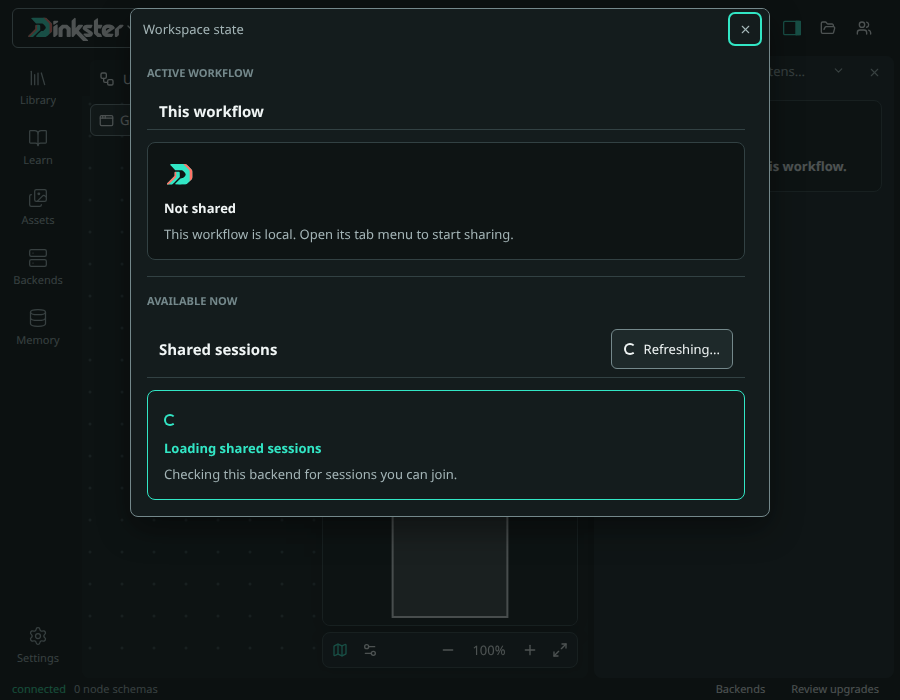 Dinkster
Workspace state
Library
Learn
Assets
Backends
Memory
Settings
ACTIVE WORKFLOW
This workflow
Not shared
This workflow is local. Open its tab menu to start sharing.
AVAILABLE NOW
Shared sessions
Refreshing...
Loading shared sessions
Checking this backend for sessions you can join.
is workflow.
100%
connected
0 node schemas
Backends
Review upgrades